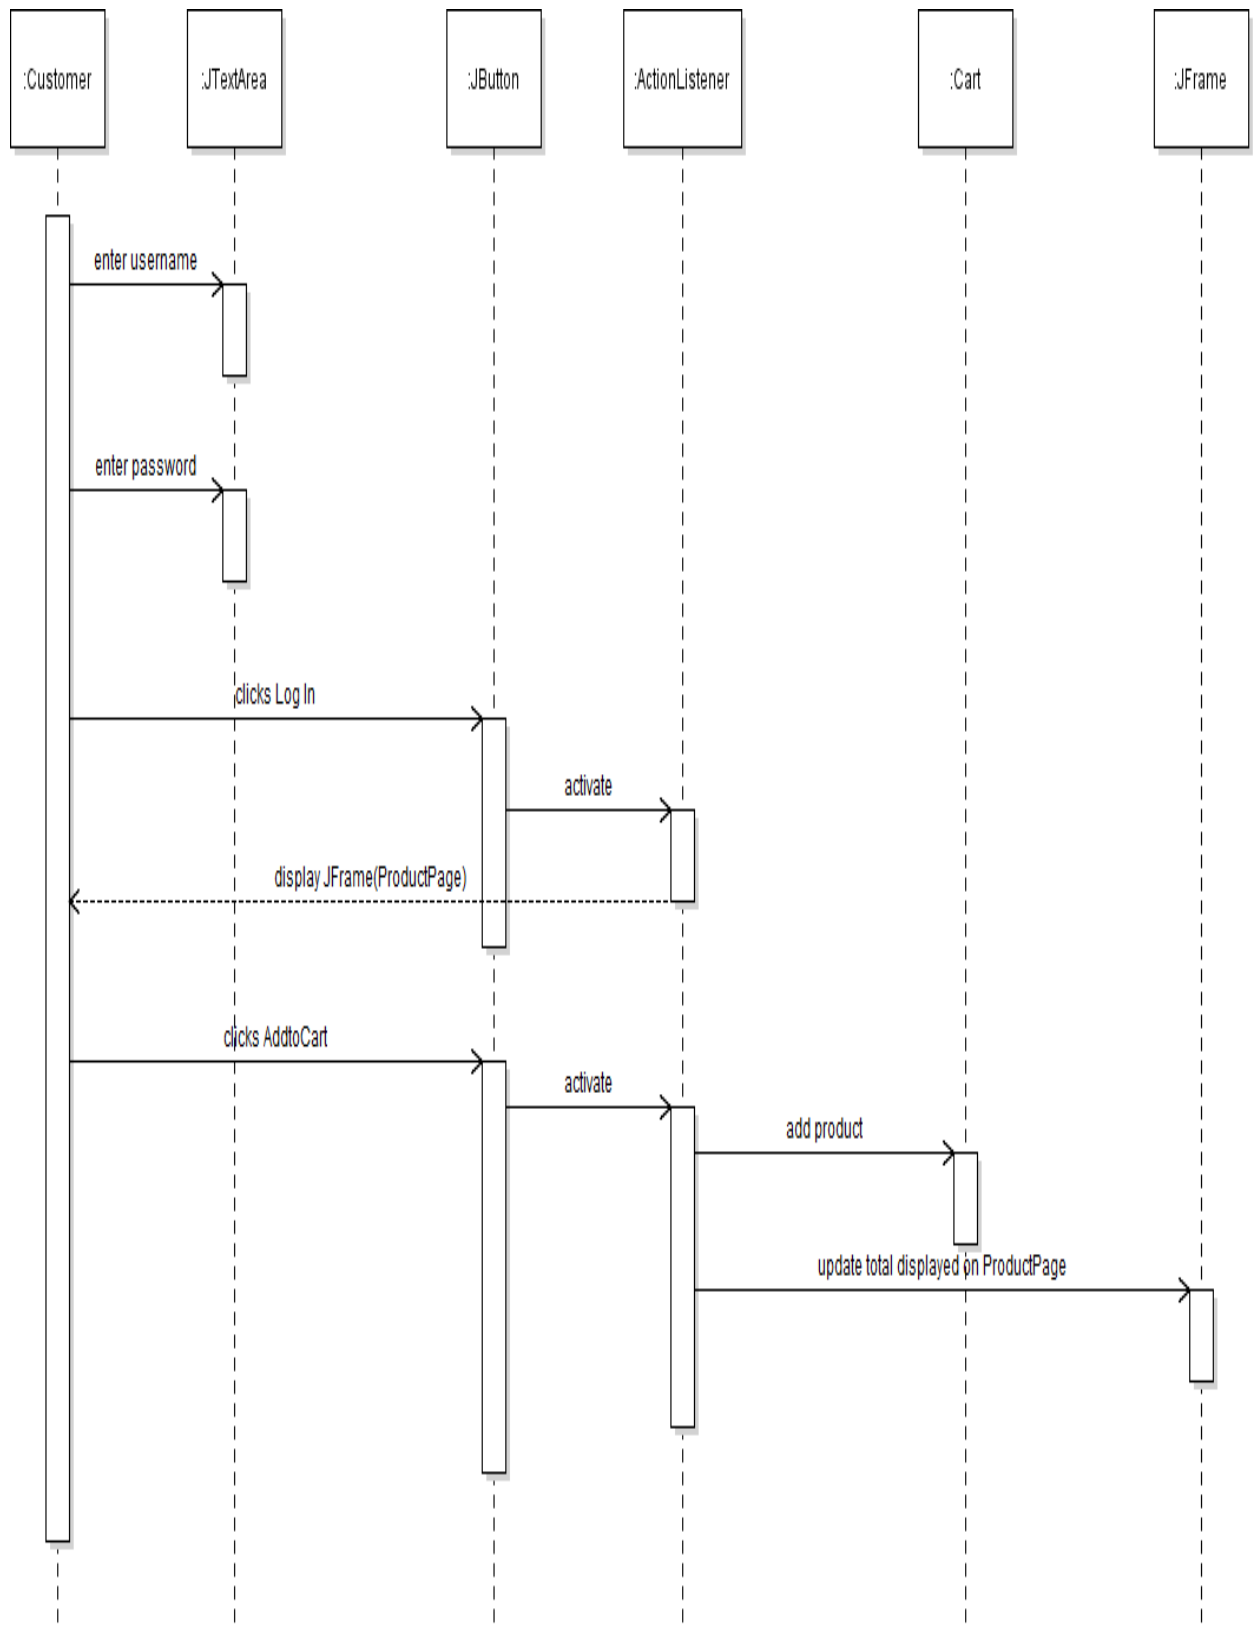 :Customer
:JTextArea
:JButton
:ActionListener
:Cart
:JFrame
enter username
enter password
clicks Log In
activate
display JFrame(ProductPage)
clicks AddtoCart
activate
add product
update total displayed on ProductPage